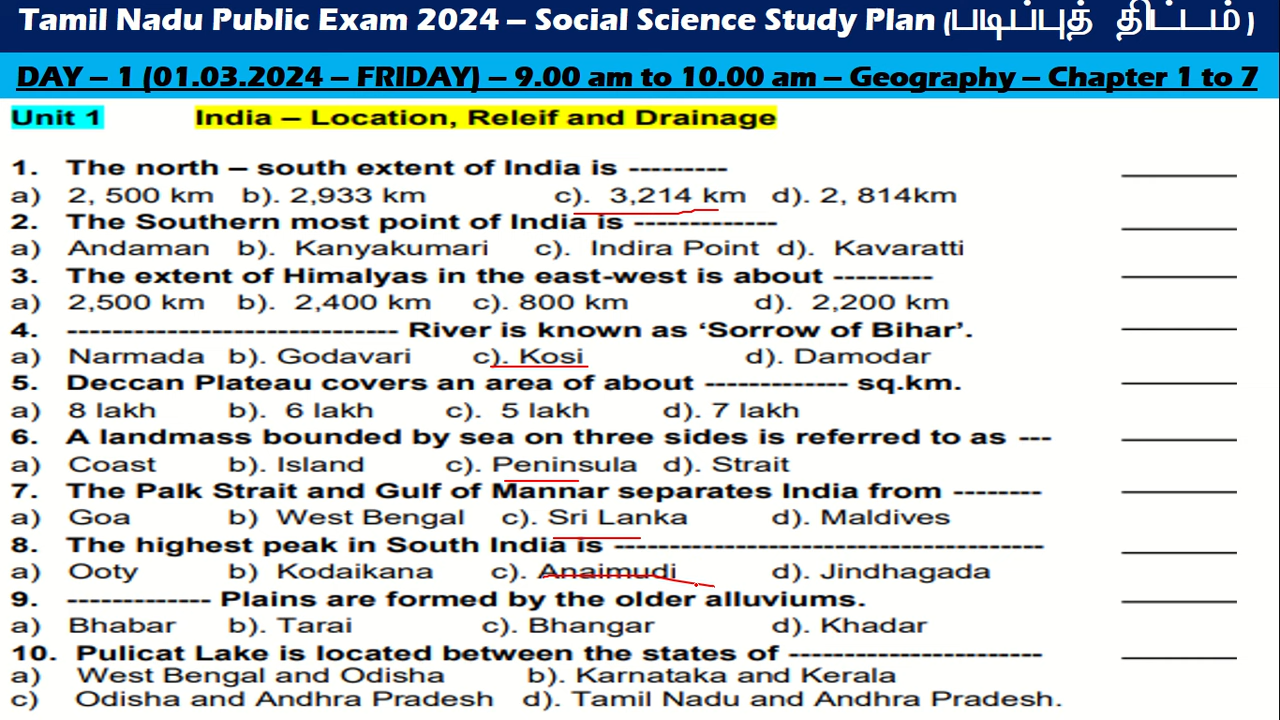 Tamil Nadu Public Exam 2024 – Social Science Study Plan (படிப்புத் திட்டம்)
DAY – 1 (01.03.2024 – FRIDAY) – 9.00 am to 10.00 am – Geography – Chapter 1 to 7
Unit 1 India – Location, Releif and Drainage
1. The north – south extent of India is ---------
a) 2, 500 km b). 2,933 km c). 3,214 km d). 2, 814km
2. The Southern most point of India is -------------
a) Andaman b). Kanyakumari c). Indira Point d). Kavaratti
3. The extent of Himalyas in the east-west is about ---------
a) 2,500 km b). 2,400 km c). 800 km d). 2,200 km
4. ------------------------------ River is known as ‘Sorrow of Bihar’.
a) Narmada b). Godavari c). Kosi d). Damodar
5. Deccan Plateau covers an area of about ------------- sq.km.
a) 8 lakh b). 6 lakh c). 5 lakh d). 7 lakh
6. A landmass bounded by sea on three sides is referred to as ---
a) Coast b). Island c). Peninsula d). Strait
7. The Palk Strait and Gulf of Mannar separates India from --------
a) Goa b) West Bengal c). Sri Lanka d). Maldives
8. The highest peak in South India is ---------------------------------------
a) Ooty b) Kodaikana c). Anaimudi d). Jindhagada
9. ------------- Plains are formed by the older alluviums.
a) Bhabar b). Tarai c). Bhangar d). Khadar
10. Pulicat Lake is located between the states of -----------------------
a) West Bengal and Odisha b). Karnataka and Kerala
c) Odisha and Andhra Pradesh d). Tamil Nadu and Andhra Pradesh.